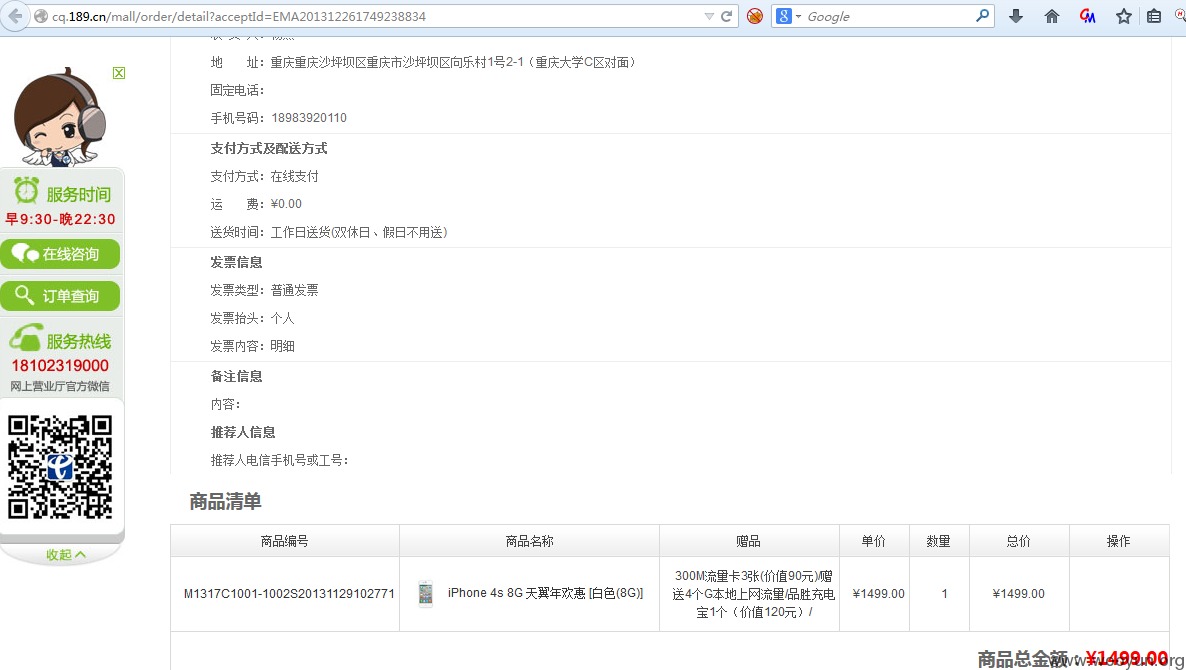 cq.189.cn/mall/order/detail?acceptId=EMA201312261749238834
Google
地 址：重庆重庆沙坪坝区重庆市沙坪坝区向乐村1号2-1（重庆大学C区对面）
固定电话：
手机号码：18983920110
支付方式及配送方式
支付方式：在线支付
运 费：¥0.00
送货时间：工作日送货(双休日、假日不用送)
发票信息
发票类型：普通发票
发票抬头：个人
发票内容：明细
备注信息
内容：
推荐人信息
推荐人电信手机号或工号：
服务时间
早9:30-晚22:30
在线咨询
订单查询
服务热线
18102319000
网上营业厅官方微信
收起
商品清单
商品编号 商品名称 赠品 单价 数量 总价 操作
M1317C1001-1002S20131129102771 iPhone 4s 8G 天翼年欢惠 [白色(8G)] 300M流量卡3张(价值90元)/赠 ¥1499.00 1 ¥1499.00
送4个G本地上网流量/品胜充电
宝1个（价值120元）/
商品总金额：¥1499.00